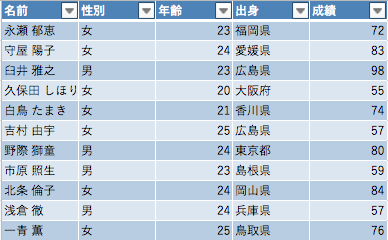 名前 性別 年齢 出身 成績
永瀬 郁恵 女 23 福岡県 72
守屋 陽子 女 24 愛媛県 83
臼井 雅之 男 23 広島県 98
久保田 しほり 女 20 大阪府 55
白鳥 たまき 女 21 香川県 74
吉村 由宇 女 25 広島県 57
野際 獅童 男 24 東京都 80
市原 照生 男 23 島根県 59
北条 倫子 女 24 岡山県 84
浅倉 徹 男 24 兵庫県 57
一青 薫 女 25 鳥取県 76